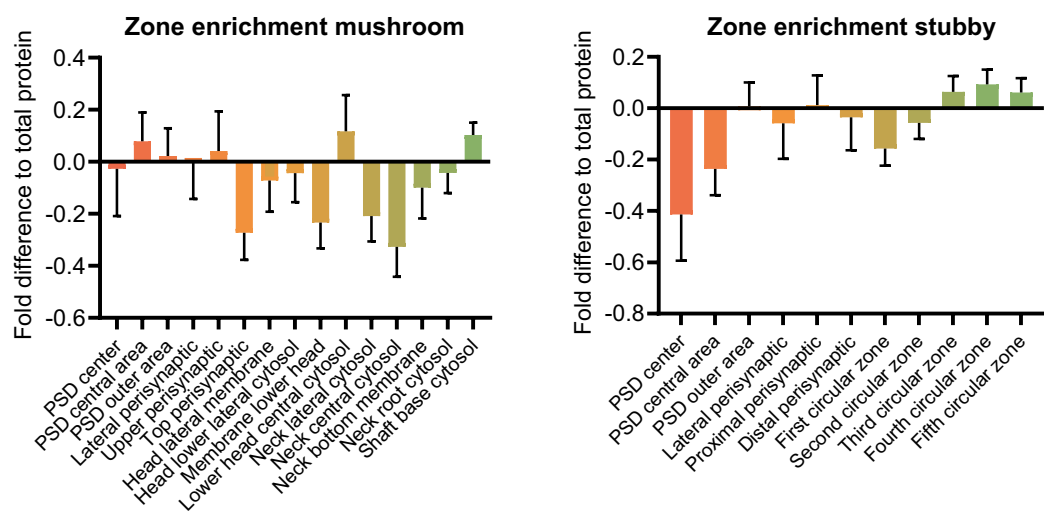 Zone enrichment mushroom
Fold difference to total protein
0.4
0.2
0.0
-0.2
-0.4
-0.6
PSD center
PSD central area
PSD outer area
Lateral perisynaptic
Upper perisynaptic
Top perisynaptic
Head lateral membrane
Head lateral cytosol
Head lower cytosol
Membrane lower head
Lower head central cytosol
Neck lateral cytosol
Neck central cytosol
Neck bottom membrane
Neck root cytosol
Shaft base cytosol
Zone enrichment stubby
Fold difference to total protein
0.2
0.0
-0.2
-0.4
-0.6
-0.8
PSD center
PSD central area
PSD outer area
Lateral perisynaptic
Proximal perisynaptic
Distal perisynaptic
First circular zone
Second circular zone
Third circular zone
Fourth circular zone
Fifth circular zone